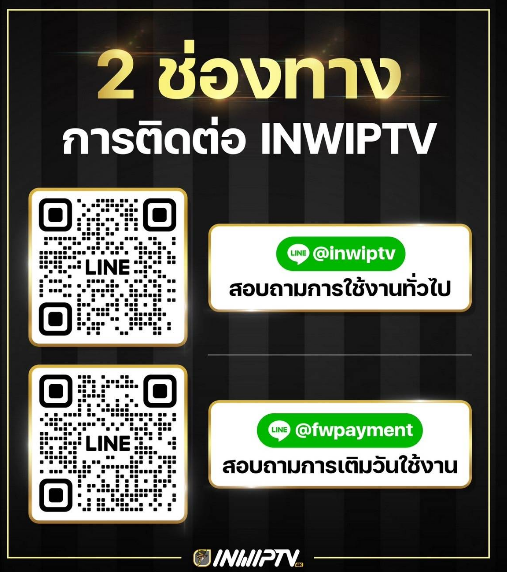 2 ช่องทาง
การติดต่อ INWIPTV
LINE
LINE @inwiptv
สอบถามการใช้งานทั่วไป
LINE
LINE @fwpayment
สอบถามการเติมวันใช้งาน
INWIPTV 4K